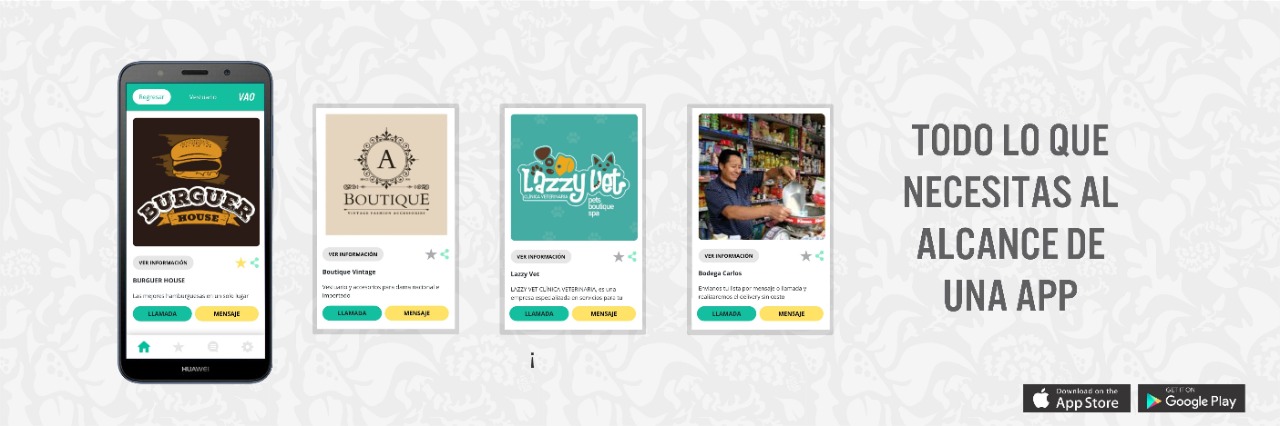 Regresar
Vestuario
VAO
BURGUER
HOUSE
VER INFORMACIÓN
BURGUER HOUSE
Las mejores hamburguesas en un solo lugar
LLAMADA
MENSAJE
HUAWEI
A
BOUTIQUE
VINTAGE FASHION ACCESSORIES
VER INFORMACIÓN
Boutique Vintage
Vestuario y accesorios para dama nacional e
importado
LLAMADA
MENSAJE
Lazzy Vet
CLÍNICA VETERINARIA
pets
boutique
spa
VER INFORMACIÓN
Lazzy Vet
LAZZY VET CLÍNICA VETERINARIA, es una
empresa especializada en servicios para tu
LLAMADA
MENSAJE
VER INFORMACIÓN
Bodega Carlos
Envíanos tu lista por mensaje o llamada y
realizaremos el delivery sin costo
LLAMADA
MENSAJE
¡
TODO LO QUE
NECESITAS AL
ALCANCE DE
UNA APP
Download on the
App Store
GET IT ON
Google Play